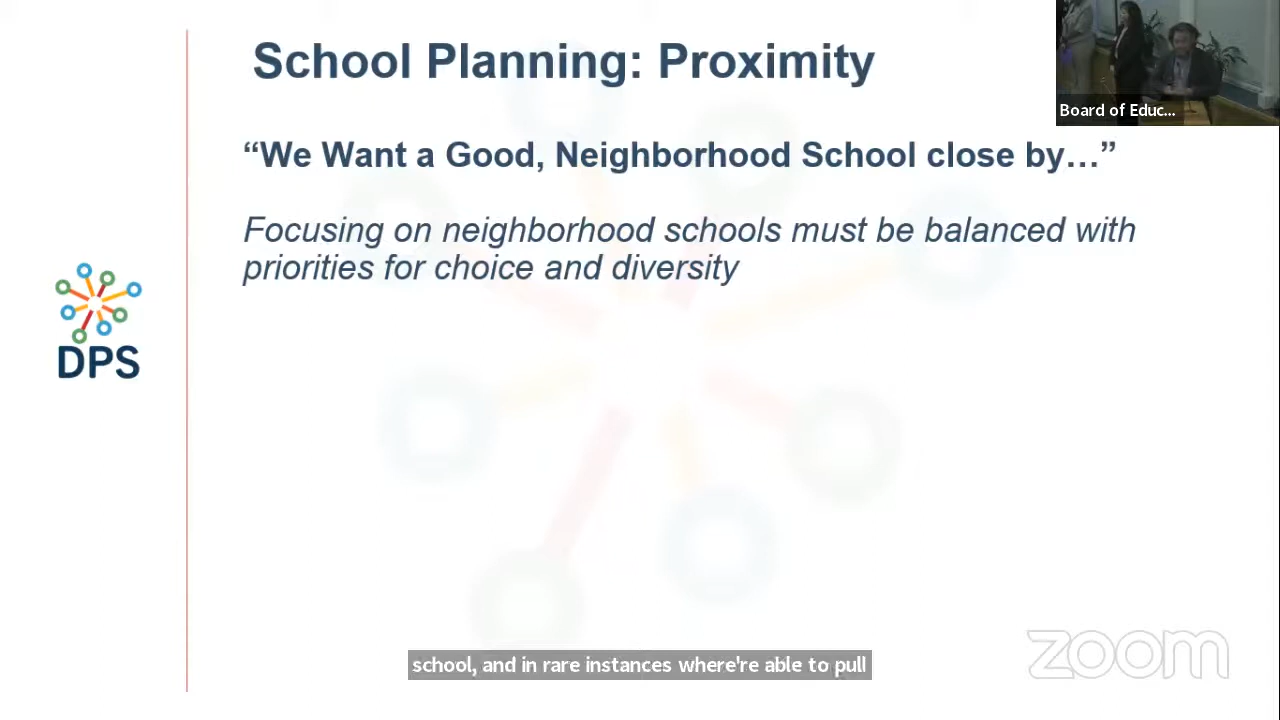 School Planning: Proximity
Board of Educ...
“We Want a Good, Neighborhood School close by…”
Focusing on neighborhood schools must be balanced with
priorities for choice and diversity
DPS
school, and in rare instances where're able to pull
zoom